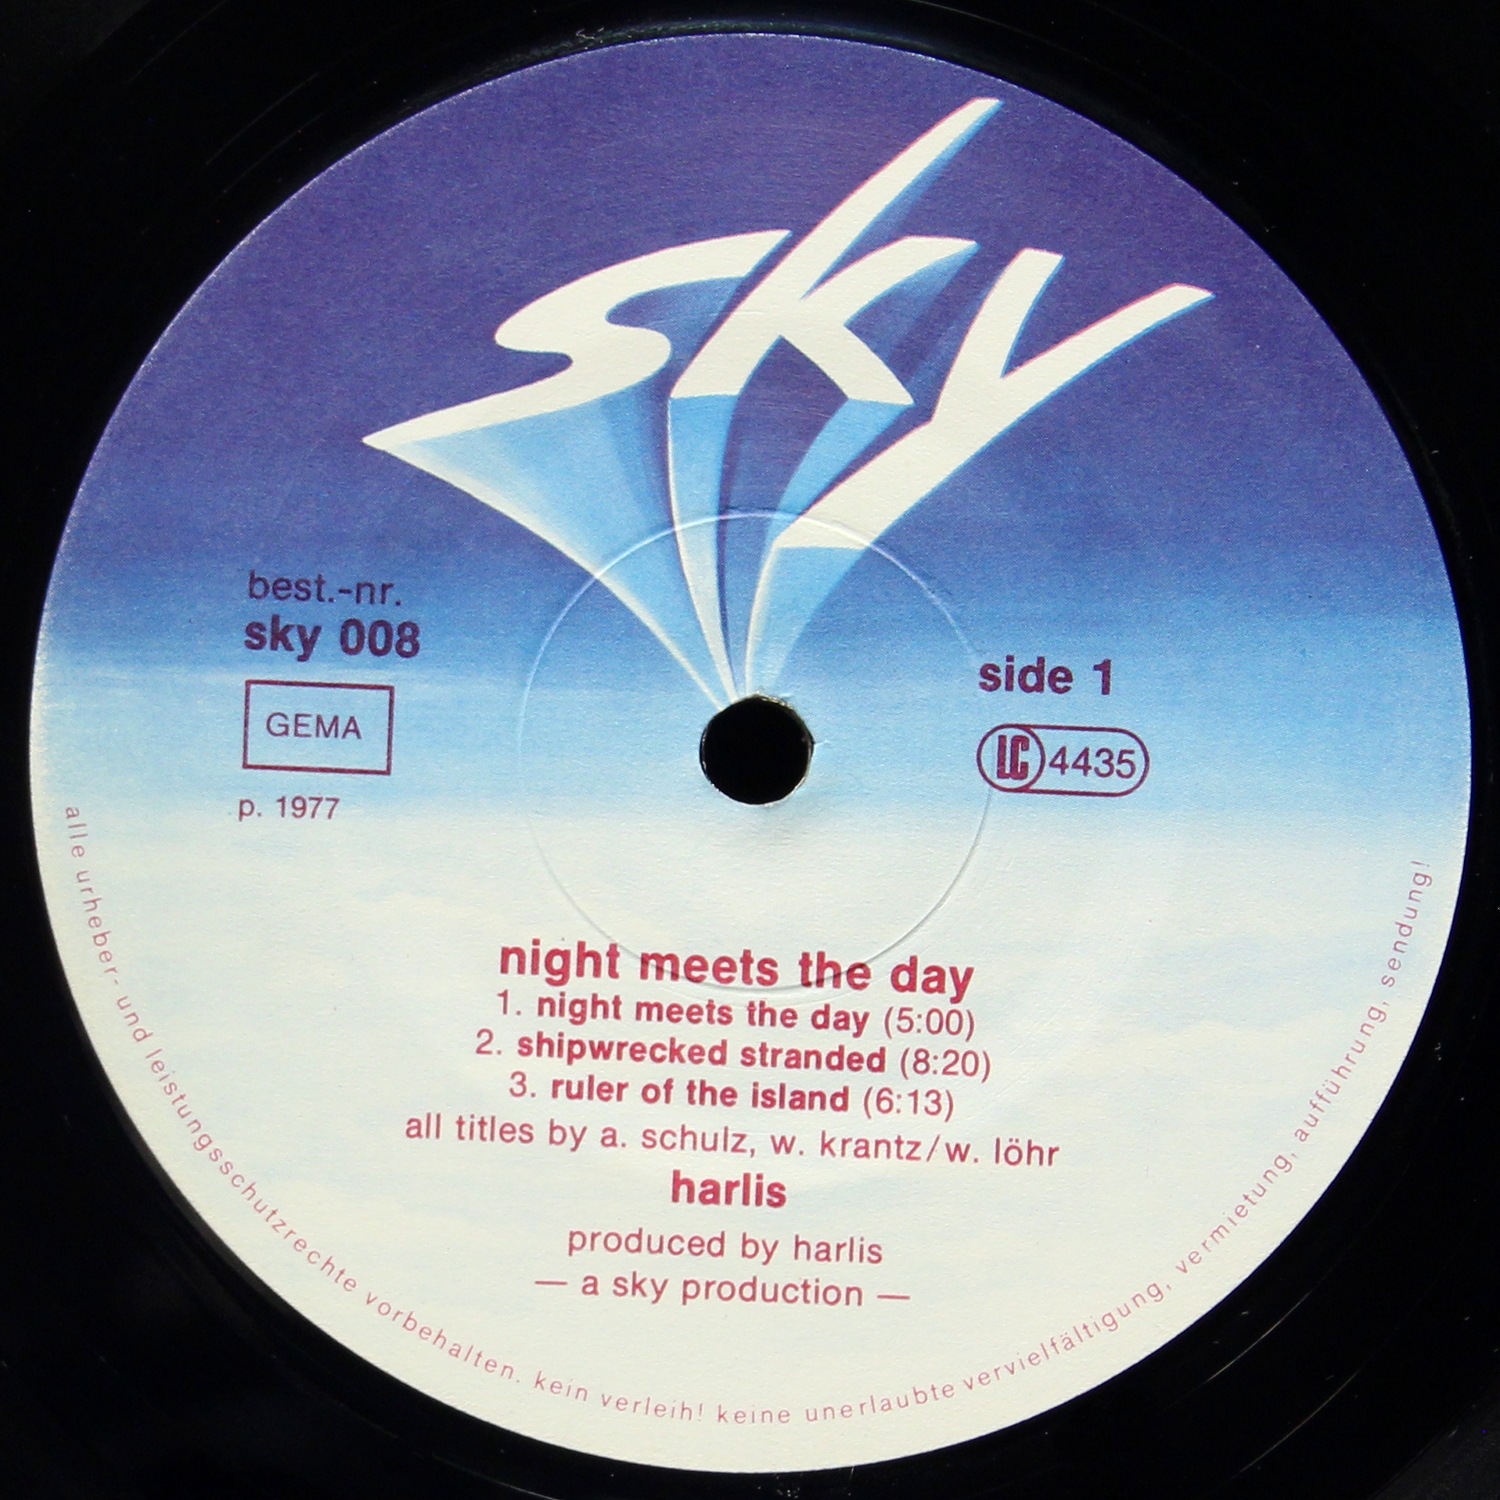 sky
best.-nr.
sky 008
GEMA
p. 1977
side 1
LC 4435
night meets the day
1. night meets the day (5:00)
2. shipwrecked stranded (8:20)
3. ruler of the island (6:13)
all titles by a. schulz, w. krantz/w. löhr
harlis
produced by harlis
— a sky production —
alle urheber- und leistungsschutzrechte vorbehalten. kein verleih! keine unerlaubte vervielfältigung, vermietung, aufführung, sendung!